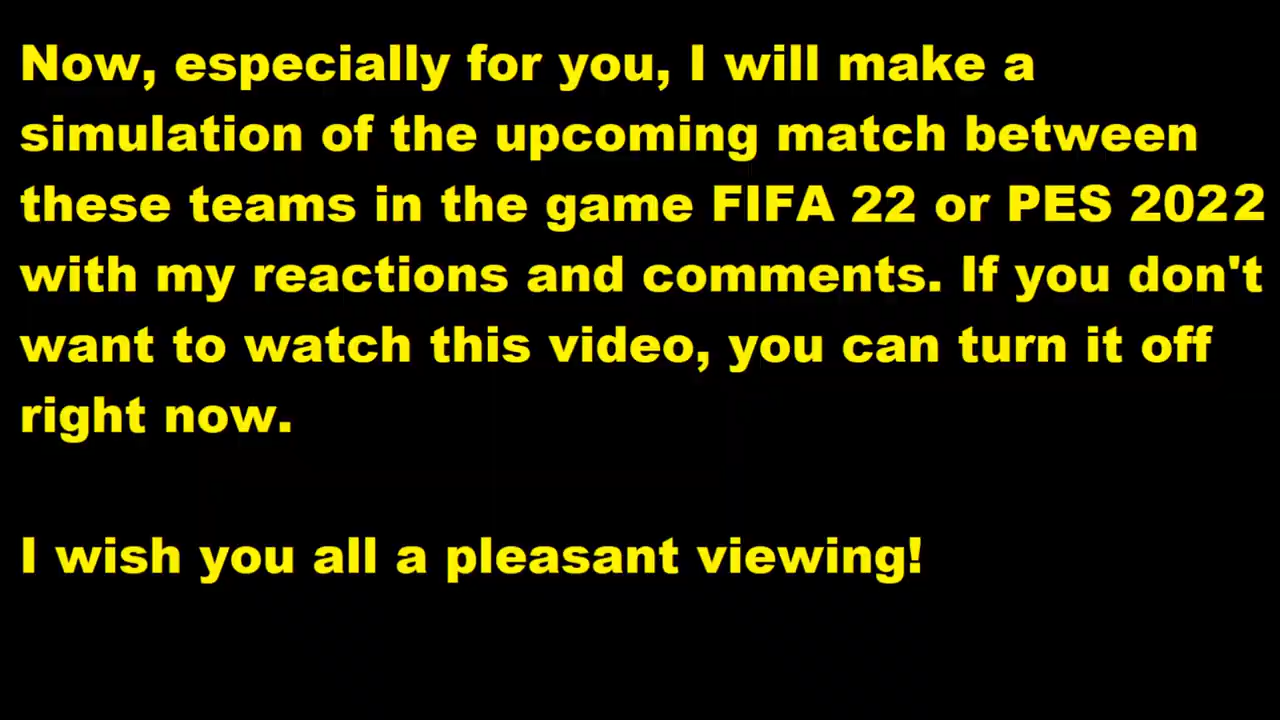 Now, especially for you, I will make a
simulation of the upcoming match between
these teams in the game FIFA 22 or PES 2022
with my reactions and comments. If you don't
want to watch this video, you can turn it off
right now.
I wish you all a pleasant viewing!